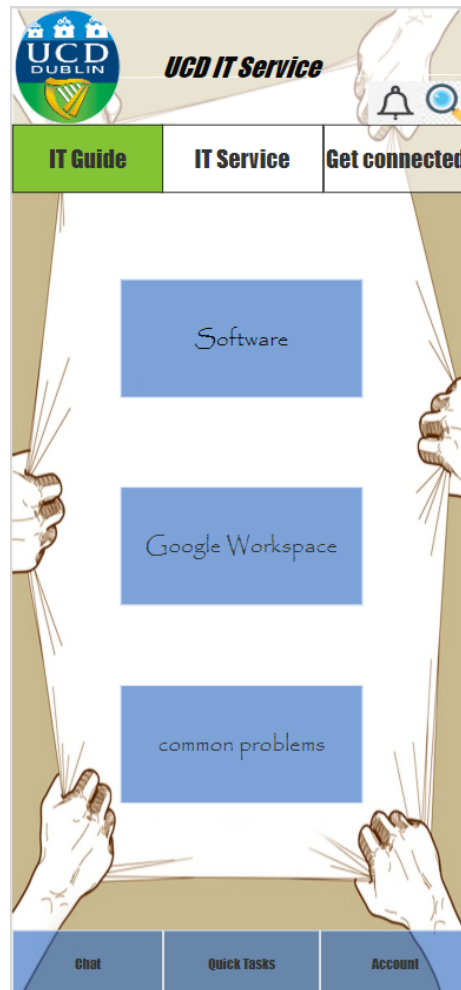 UCD
DUBLIN
UCD IT Service
IT Guide
IT Service
Get connected
Software
Google Workspace
common problems
Chat
Quick Tasks
Account